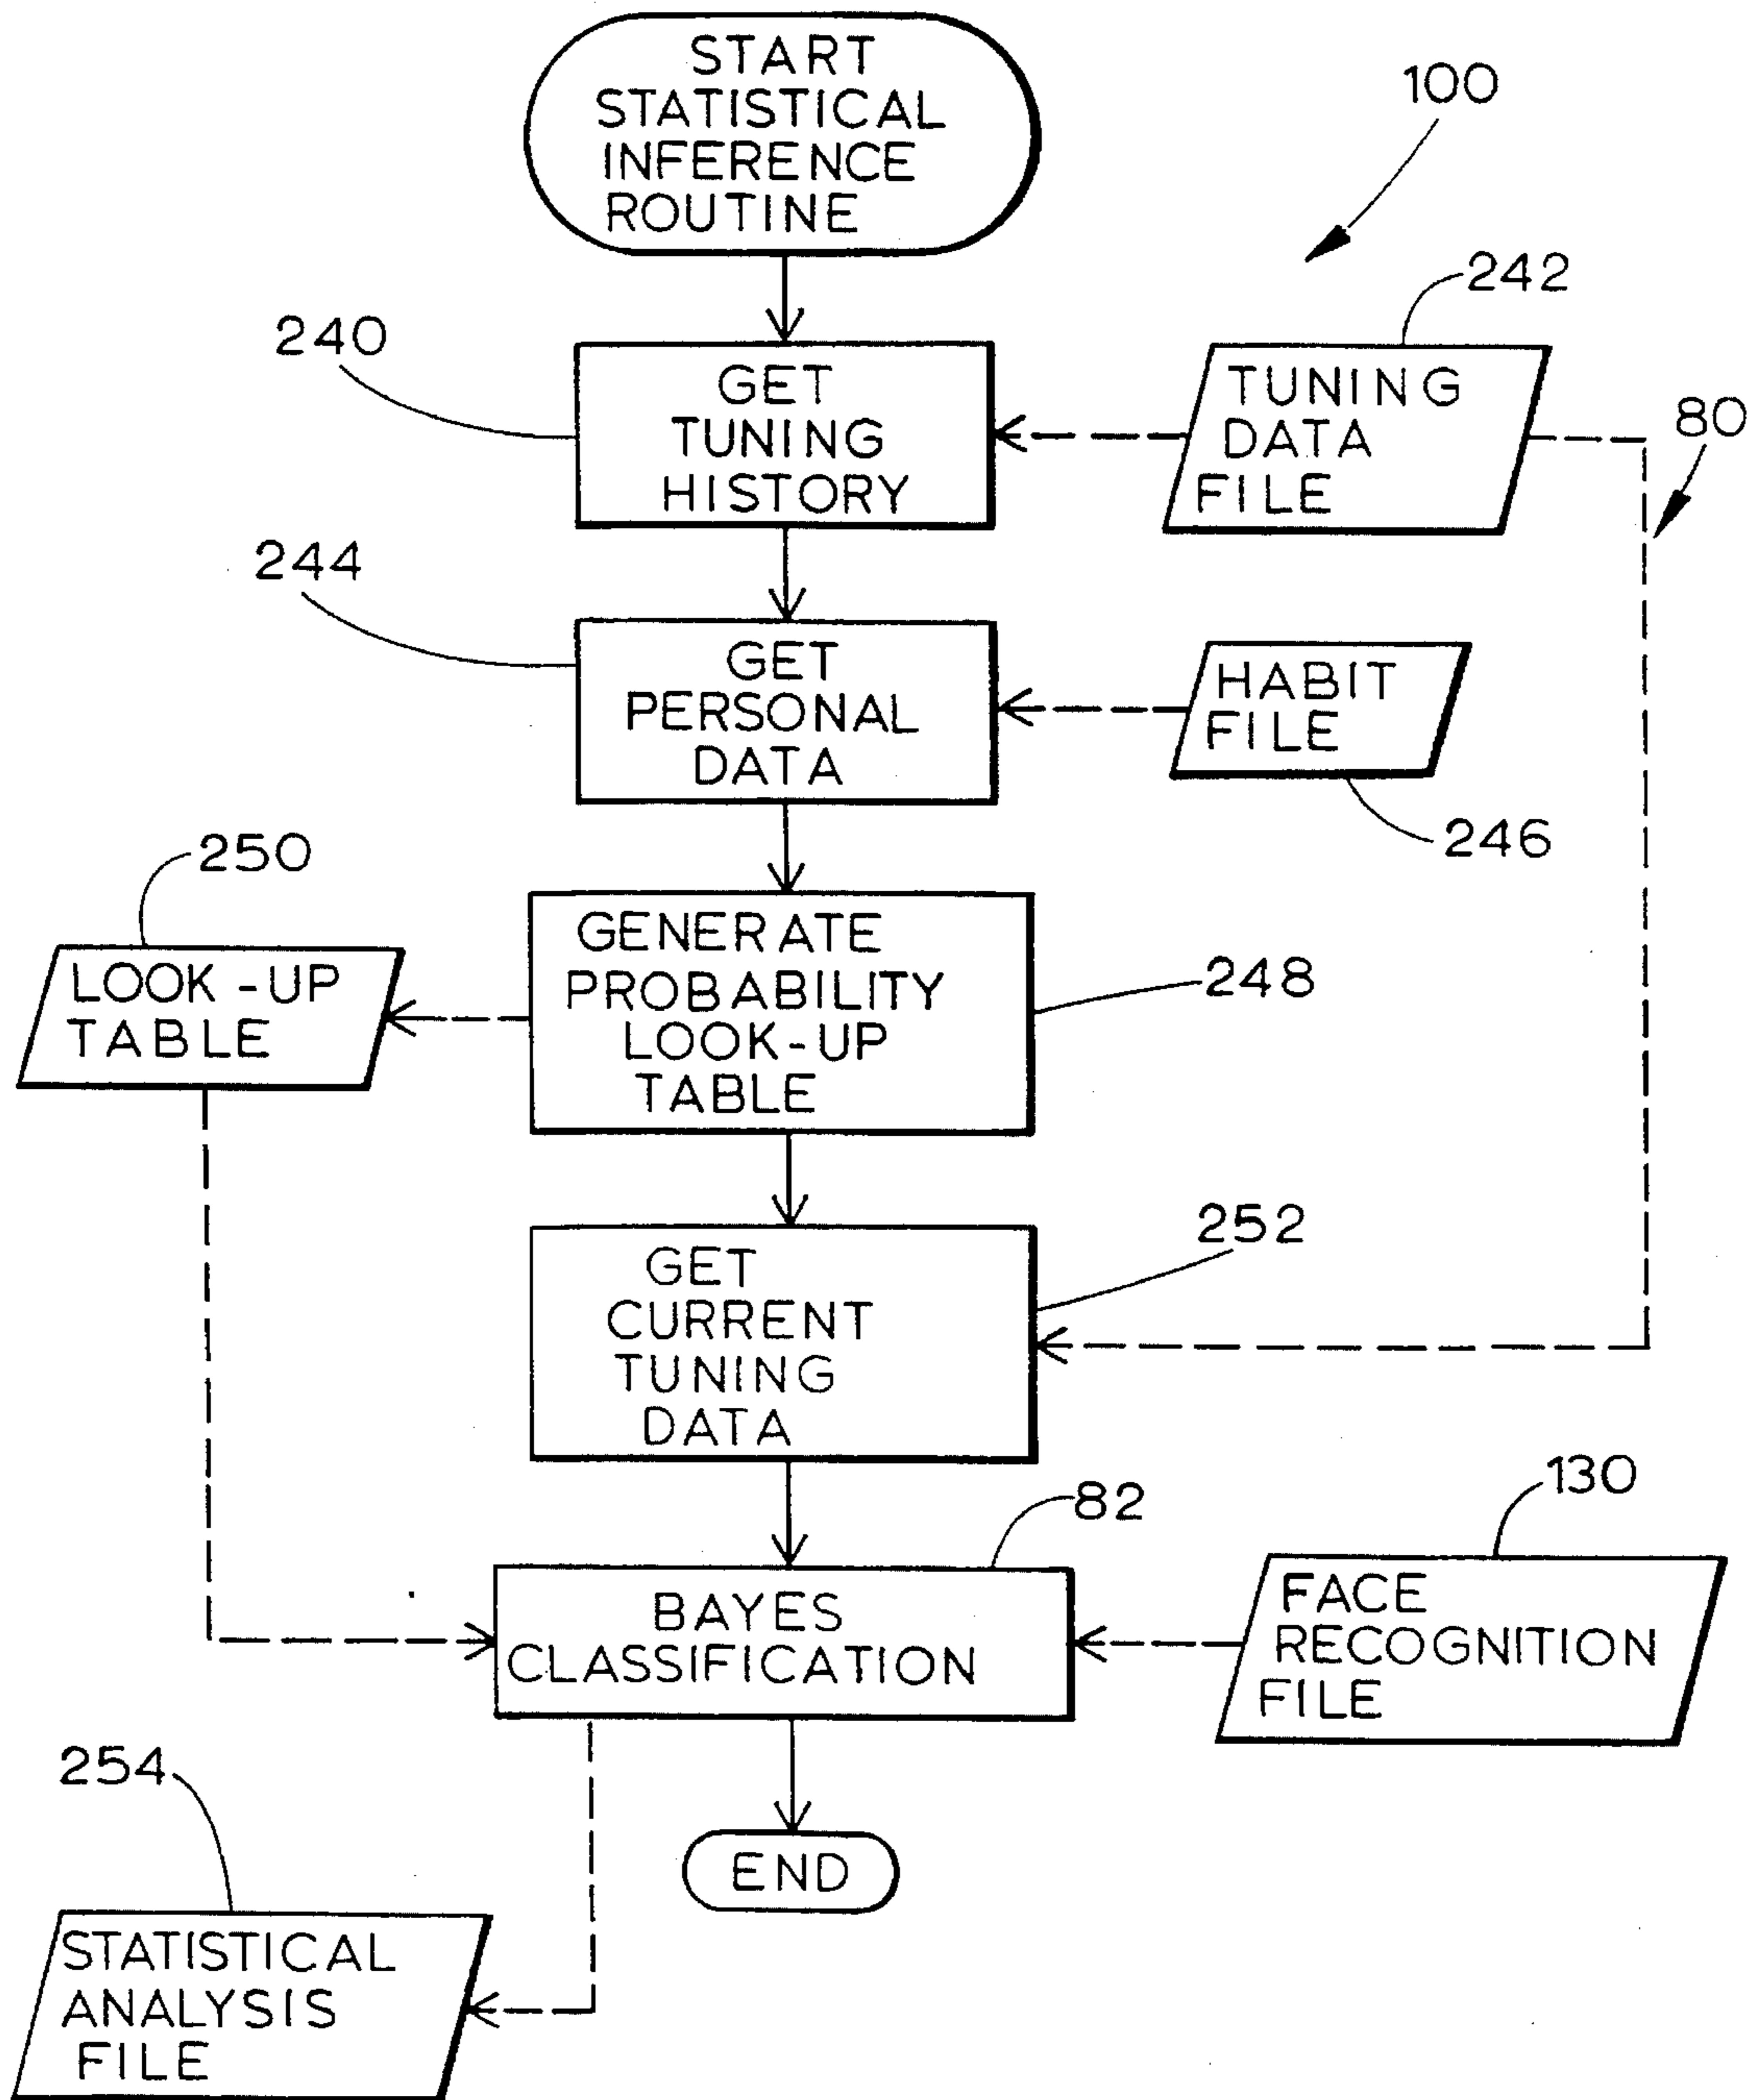 START
STATISTICAL
INFERENCE
ROUTINE
100
240
GET
TUNING
HISTORY
242
TUNING
DATA
FILE
80
244
GET
PERSONAL
DATA
HABIT
FILE
246
250
LOOK-UP
TABLE
GENERATE
PROBABILITY
LOOK-UP
TABLE
248
252
GET
CURRENT
TUNING
DATA
82
BAYES
CLASSIFICATION
130
FACE
RECOGNITION
FILE
254
END
STATISTICAL
ANALYSIS
FILE